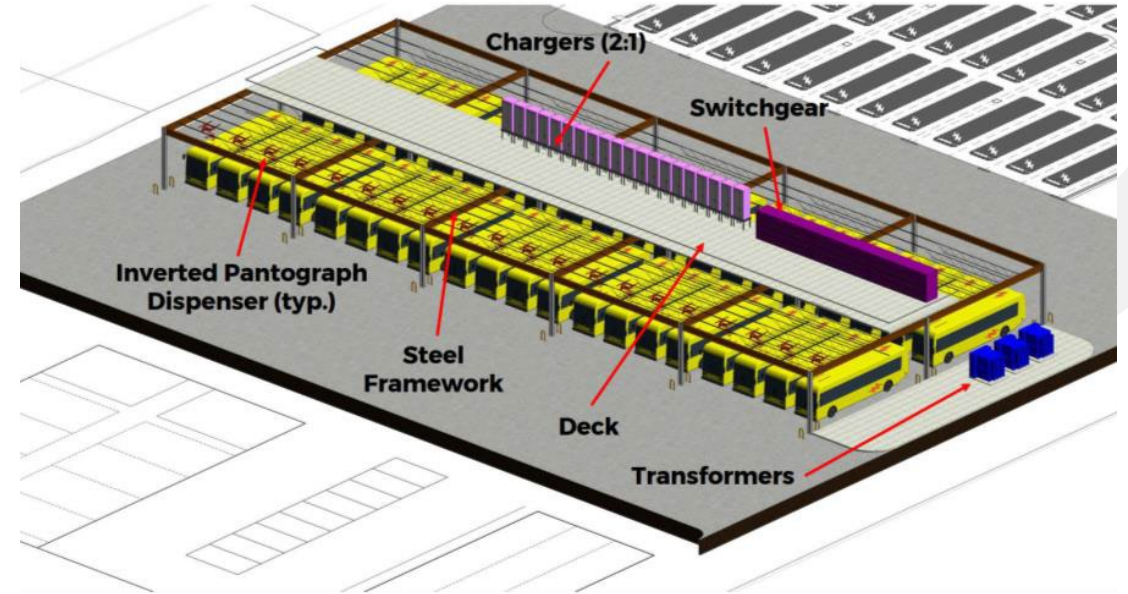 Chargers (2:1)
Switchgear
Inverted Pantograph
Dispenser (typ.)
Steel
Framework
Deck
Transformers